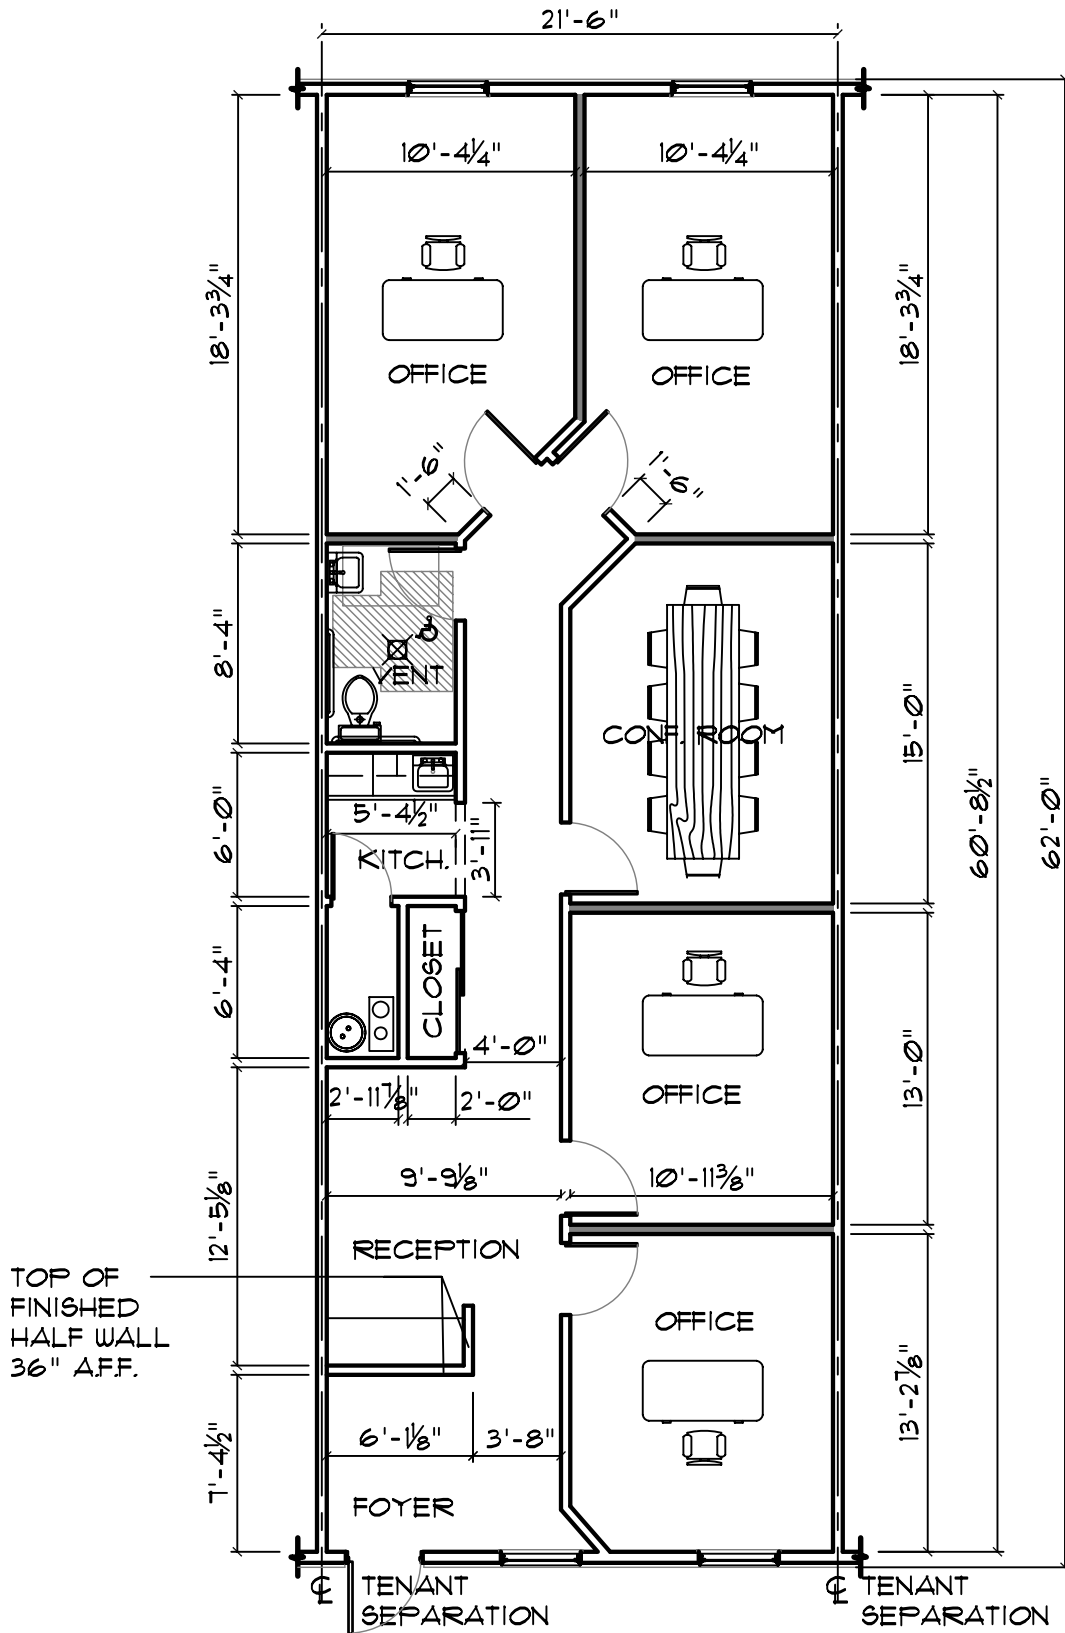 21'-6"
10'-4¼"
10'-4¼"
18'-3¾"
18'-3¾"
OFFICE
OFFICE
1'-6"
1'-6"
8'-4"
VENT
15'-0"
CONF. ROOM
60'-8½"
62'-0"
6'-0"
5'-4½"
KITCH.
3'-11"
6'-4"
CLOSET
4'-0"
2'-11⅞"
2'-0"
OFFICE
13'-0"
9'-9⅛"
10'-11⅜"
12'-5⅛"
RECEPTION
TOP OF
FINISHED
HALF WALL
36" A.F.F.
OFFICE
13'-2⅞"
7'-4½"
6'-1⅛"
3'-8"
FOYER
℄ TENANT
SEPARATION
℄ TENANT
SEPARATION